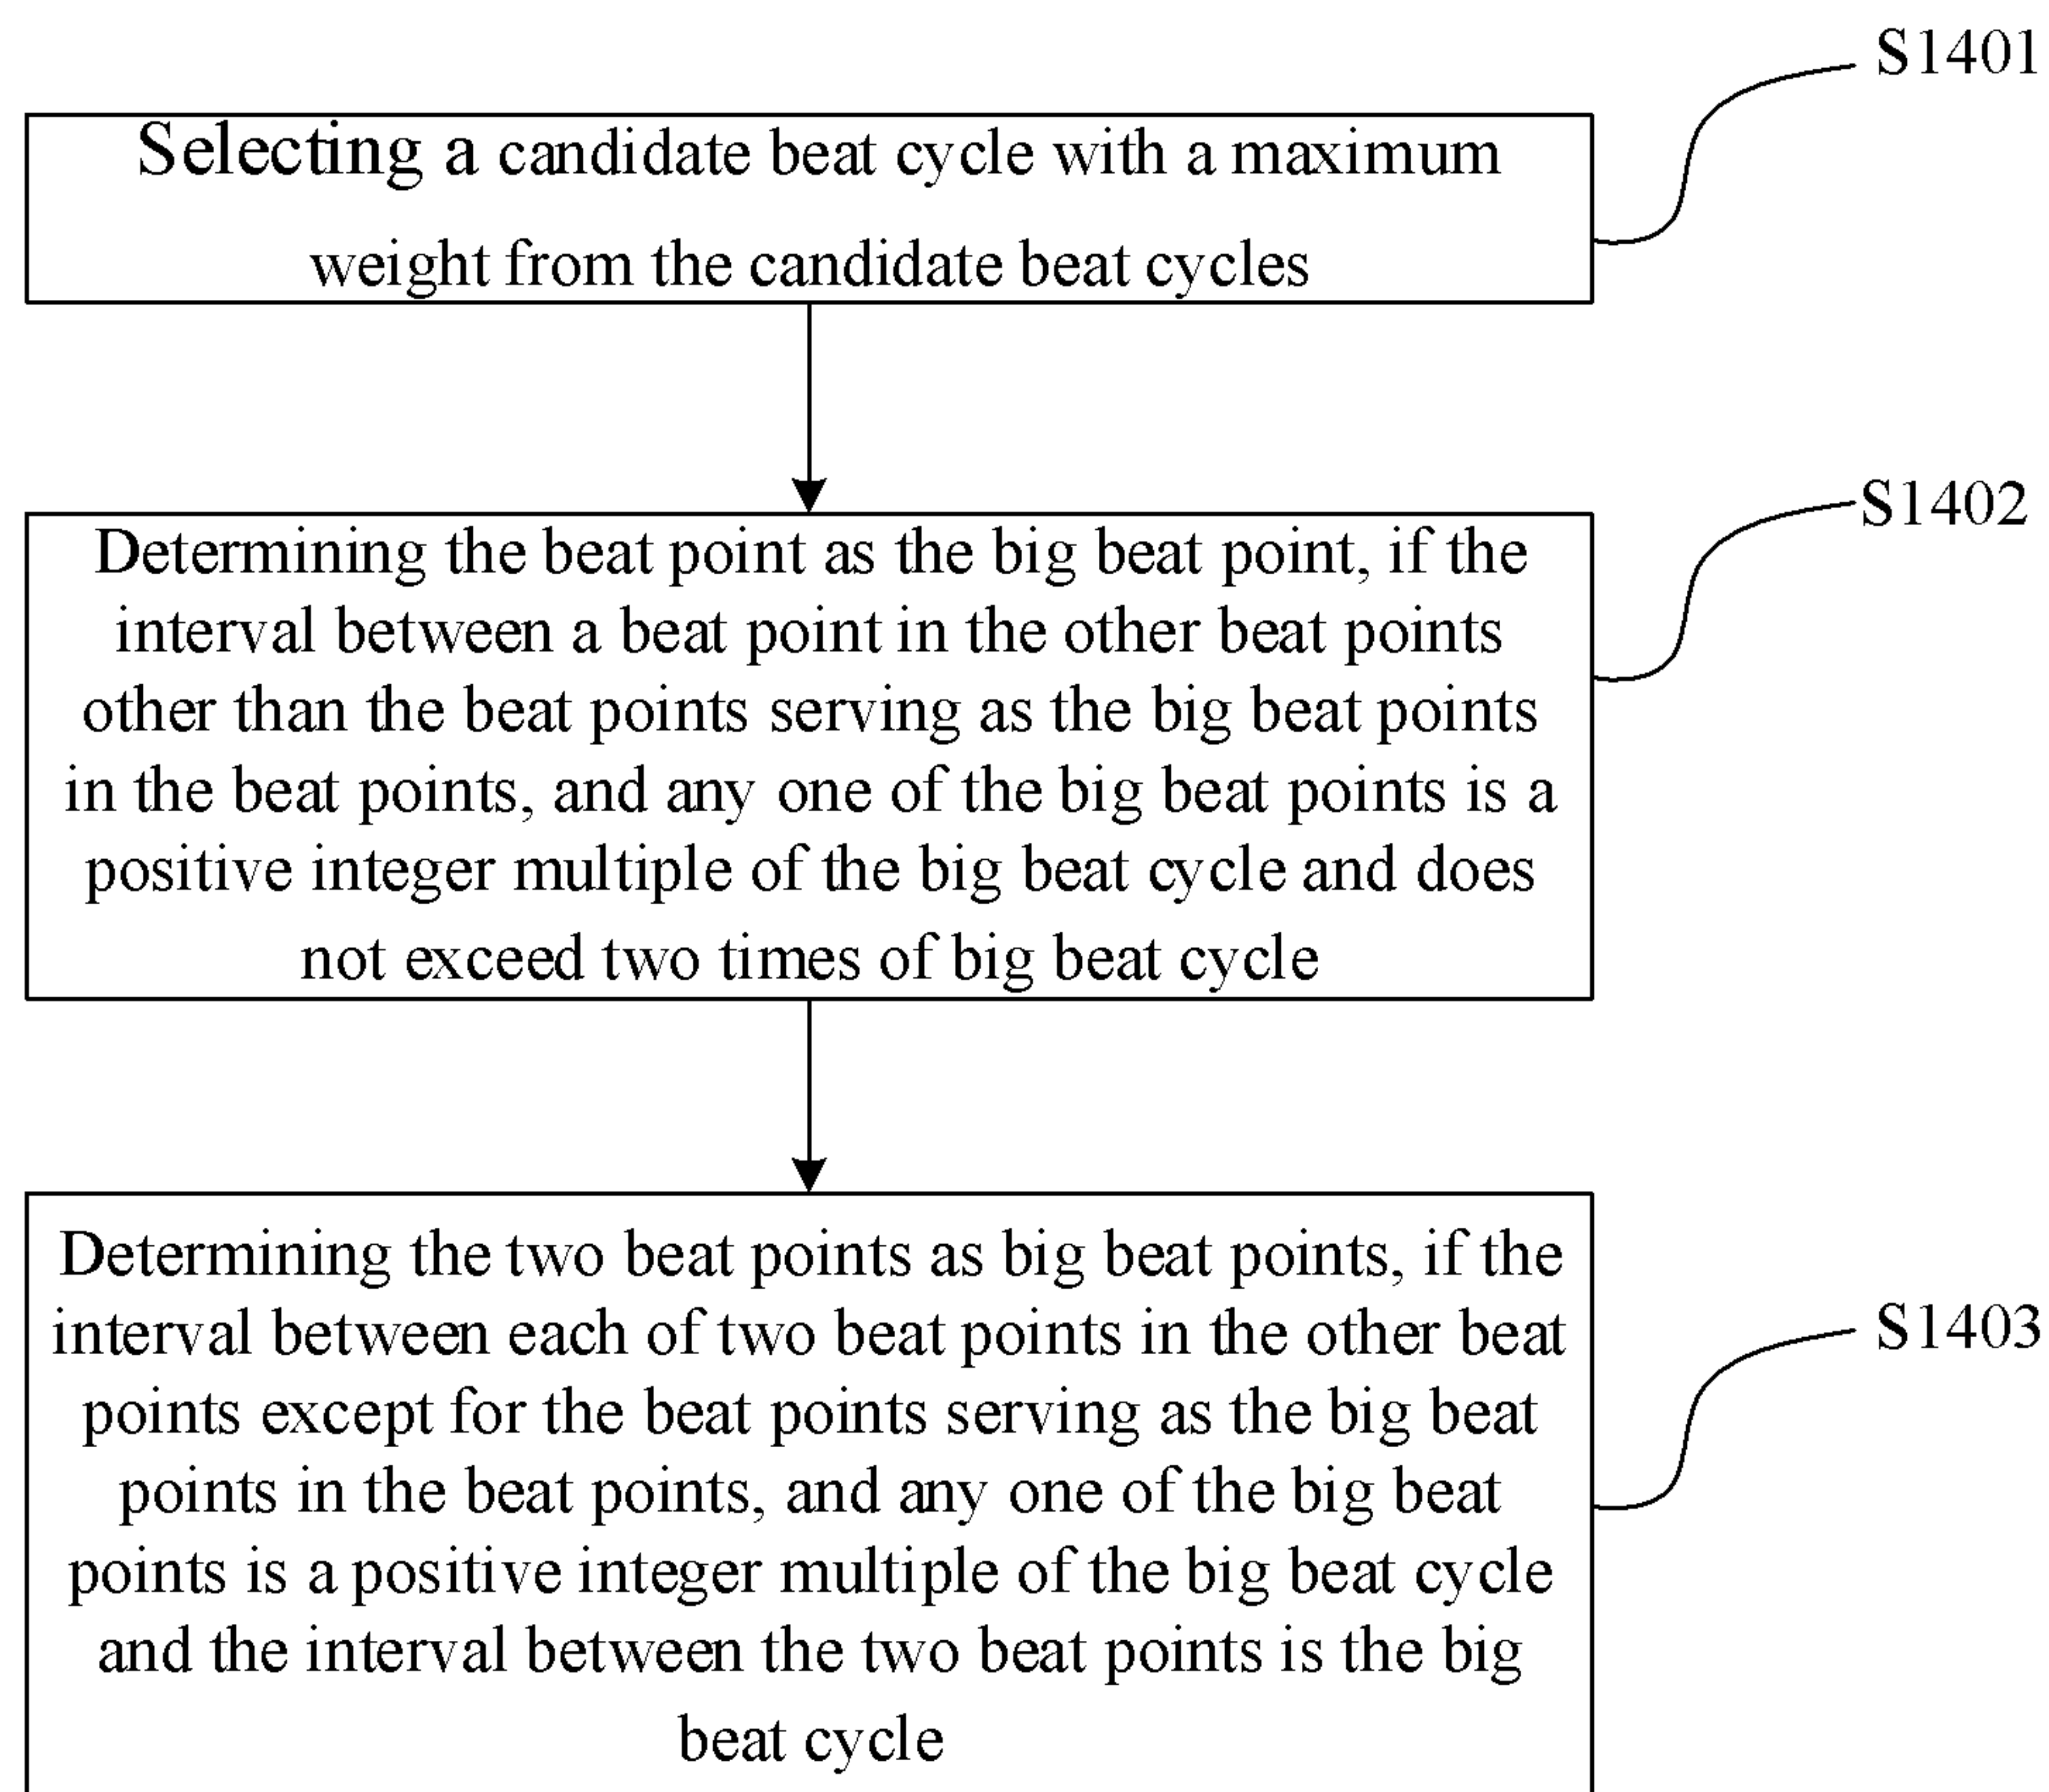 S1401
Selecting a candidate beat cycle with a maximum
weight from the candidate beat cycles
S1402
Determining the beat point as the big beat point, if the
interval between a beat point in the other beat points
other than the beat points serving as the big beat points
in the beat points, and any one of the big beat points is a
positive integer multiple of the big beat cycle and does
not exceed two times of big beat cycle
Determining the two beat points as big beat points, if the
interval between each of two beat points in the other beat
points except for the beat points serving as the big beat
points in the beat points, and any one of the big beat
points is a positive integer multiple of the big beat cycle
and the interval between the two beat points is the big
beat cycle
S1403